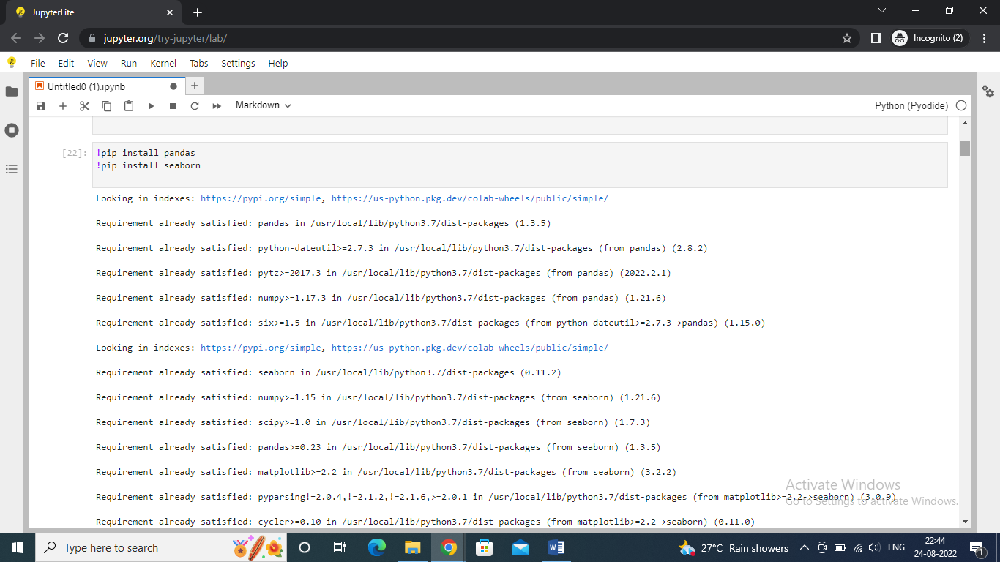 JupyterLite
jupyter.org/try-jupyter/lab/
Incognito (2)
File Edit View Run Kernel Tabs Settings Help
Untitled0 (1).ipynb
Markdown
Python (Pyodide)
[22]: !pip install pandas
!pip install seaborn
Looking in indexes: https://pypi.org/simple, https://us-python.pkg.dev/colab-wheels/public/simple/
Requirement already satisfied: pandas in /usr/local/lib/python3.7/dist-packages (1.3.5)
Requirement already satisfied: python-dateutil>=2.7.3 in /usr/local/lib/python3.7/dist-packages (from pandas) (2.8.2)
Requirement already satisfied: pytz>=2017.3 in /usr/local/lib/python3.7/dist-packages (from pandas) (2022.2.1)
Requirement already satisfied: numpy>=1.17.3 in /usr/local/lib/python3.7/dist-packages (from pandas) (1.21.6)
Requirement already satisfied: six>=1.5 in /usr/local/lib/python3.7/dist-packages (from python-dateutil>=2.7.3->pandas) (1.15.0)
Looking in indexes: https://pypi.org/simple, https://us-python.pkg.dev/colab-wheels/public/simple/
Requirement already satisfied: seaborn in /usr/local/lib/python3.7/dist-packages (0.11.2)
Requirement already satisfied: numpy>=1.15 in /usr/local/lib/python3.7/dist-packages (from seaborn) (1.21.6)
Requirement already satisfied: scipy>=1.0 in /usr/local/lib/python3.7/dist-packages (from seaborn) (1.7.3)
Requirement already satisfied: pandas>=0.23 in /usr/local/lib/python3.7/dist-packages (from seaborn) (1.3.5)
Requirement already satisfied: matplotlib>=2.2 in /usr/local/lib/python3.7/dist-packages (from seaborn) (3.2.2)
Activate Windows
Requirement already satisfied: pyparsing!=2.0.4,!=2.1.2,!=2.1.6,>=2.0.1 in /usr/local/lib/python3.7/dist-packages (from matplotlib>=2.2->seaborn) (3.0.9)
Go to Settings to activate Windows.
Requirement already satisfied: cycler>=0.10 in /usr/local/lib/python3.7/dist-packages (from matplotlib>=2.2->seaborn) (0.11.0)
Type here to search
27°C Rain showers
ENG
22:44
24-08-2022
1